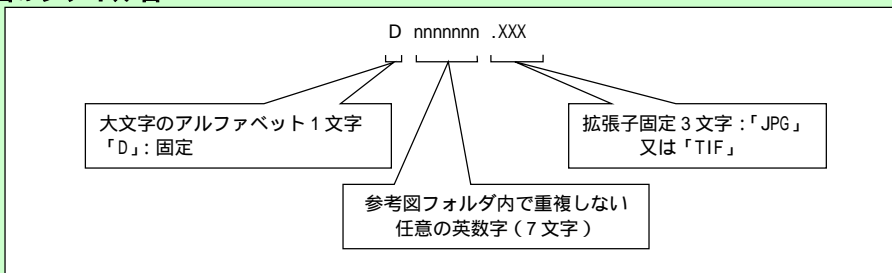 D nnnnnnn .XXX
大文字のアルファベット1文字
「D」：固定
拡張子固定3文字：「JPG」
又は「TIF」
参考図フォルダ内で重複しない
任意の英数字（7文字）